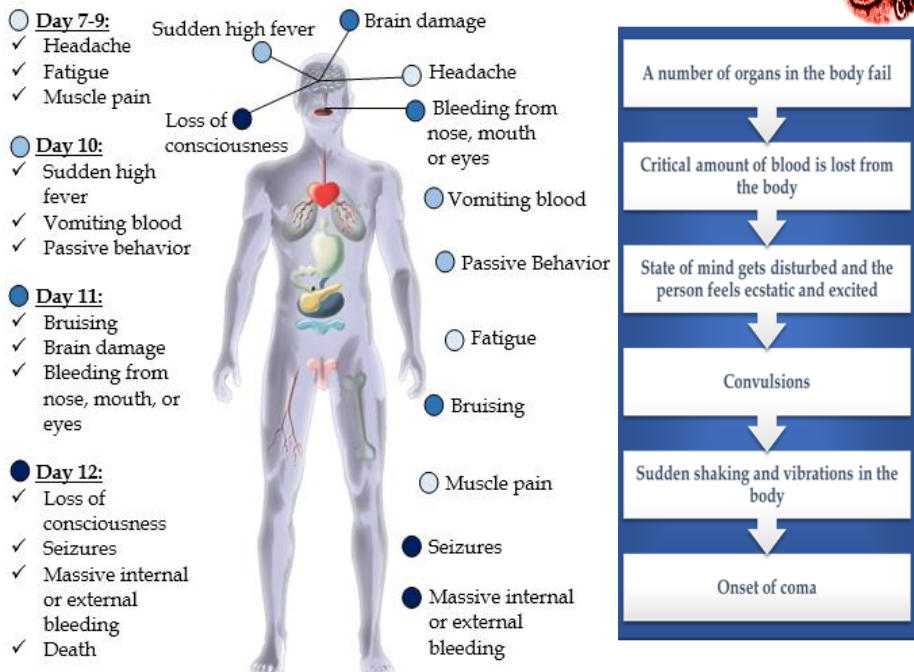 Day 7-9:
✓ Headache
✓ Fatigue
✓ Muscle pain
Day 10:
✓ Sudden high
fever
✓ Vomiting blood
✓ Passive behavior
Day 11:
✓ Bruising
✓ Brain damage
✓ Bleeding from
nose, mouth, or
eyes
Day 12:
✓ Loss of
consciousness
✓ Seizures
✓ Massive internal
or external
bleeding
✓ Death
Sudden high fever
Brain damage
Headache
Loss of
consciousness
Bleeding from
nose, mouth
or eyes
Vomiting blood
Passive Behavior
Fatigue
Bruising
Muscle pain
Seizures
Massive internal
or external
bleeding
A number of organs in the body fail
Critical amount of blood is lost from
the body
State of mind gets disturbed and the
person feels ecstatic and excited
Convulsions
Sudden shaking and vibrations in the
body
Onset of coma